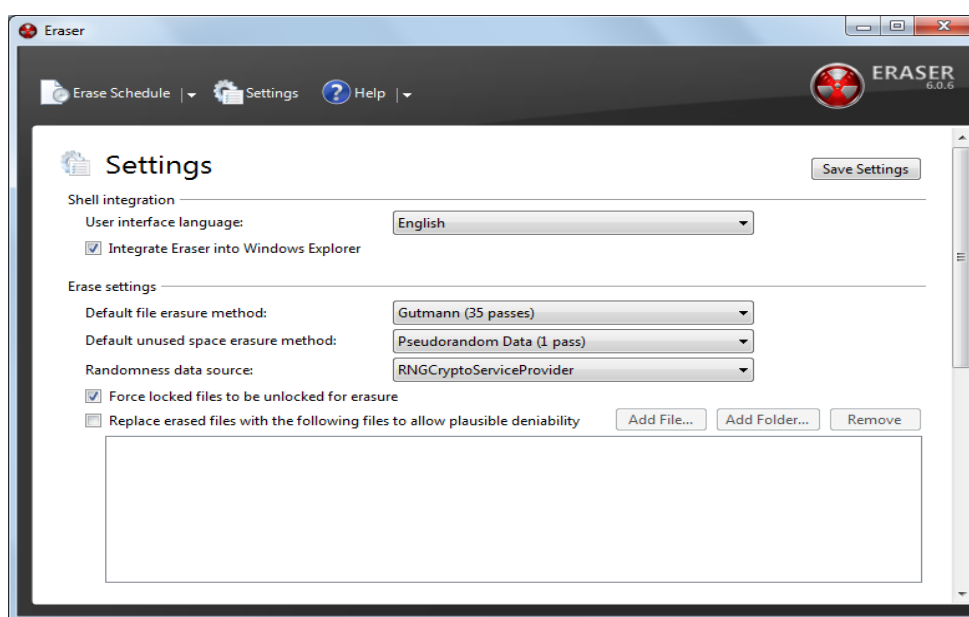 Eraser
Erase Schedule
Settings
Help
ERASER
6.0.6
Settings
Save Settings
Shell integration
User interface language:
English
Integrate Eraser into Windows Explorer
Erase settings
Default file erasure method:
Gutmann (35 passes)
Default unused space erasure method:
Pseudorandom Data (1 pass)
Randomness data source:
RNGCryptoServiceProvider
Force locked files to be unlocked for erasure
Replace erased files with the following files to allow plausible deniability
Add File...
Add Folder...
Remove